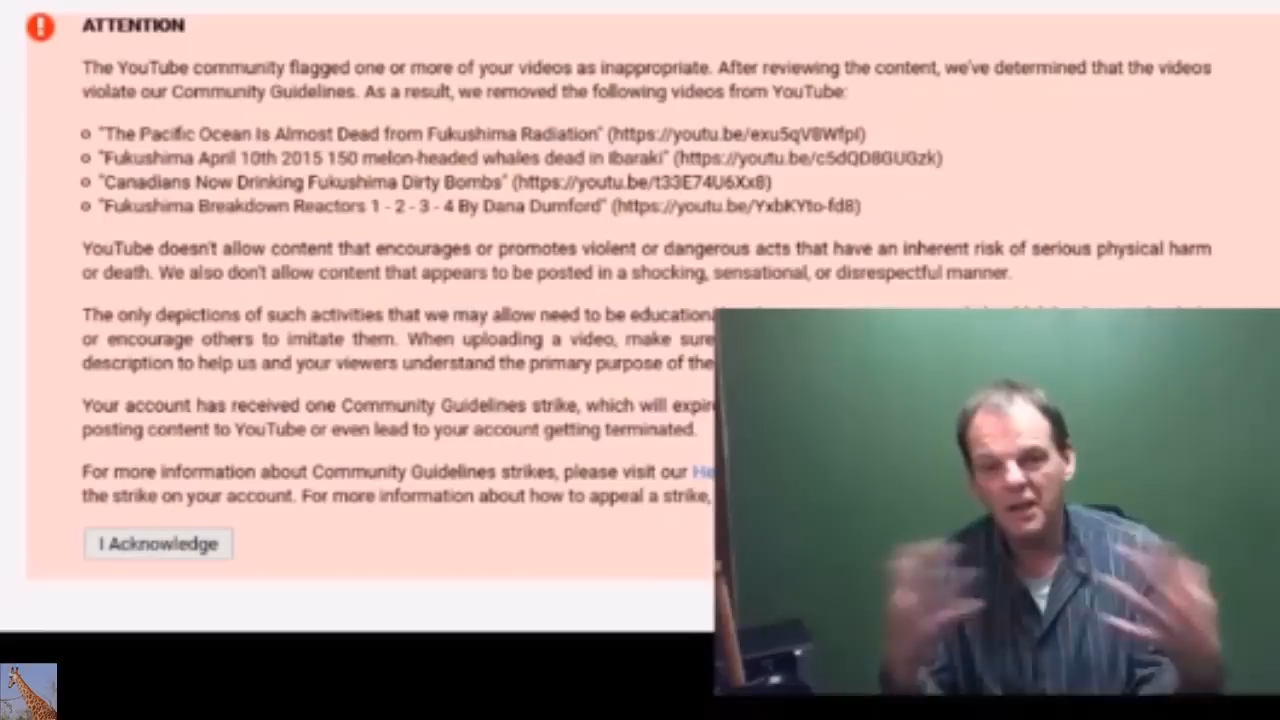 ATTENTION
The YouTube community flagged one or more of your videos as inappropriate. After reviewing the content, we've determined that the videos
violate our Community Guidelines. As a result, we removed the following videos from YouTube:
"The Pacific Ocean Is Almost Dead from Fukushima Radiation" (https://youtu.be/exu5qV8WfpI)
"Fukushima April 10th 2015 150 melon-headed whales dead in Ibaraki" (https://youtu.be/c5dQD8GUGzk)
"Canadians Now Drinking Fukushima Dirty Bombs" (https://youtu.be/t33E74U6Xx8)
"Fukushima Breakdown Reactors 1 - 2 - 3 - 4 By Dana Durnford" (https://youtu.be/YxbKYto-fd8)
YouTube doesn't allow content that encourages or promotes violent or dangerous acts that have an inherent risk of serious physical harm
or death. We also don't allow content that appears to be posted in a shocking, sensational, or disrespectful manner.
The only depictions of such activities that we may allow need to be educational
or encourage others to imitate them. When uploading a video, make sure
description to help us and your viewers understand the primary purpose of the
Your account has received one Community Guidelines strike, which will expire
posting content to YouTube or even lead to your account getting terminated.
For more information about Community Guidelines strikes, please visit our He
the strike on your account. For more information about how to appeal a strike,
I Acknowledge